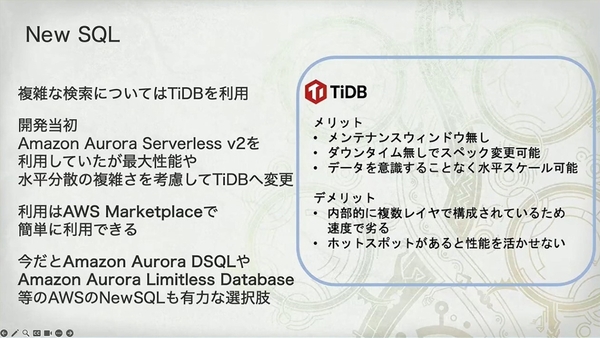 New SQL
複雑な検索についてはTiDBを利用
開発当初
Amazon Aurora Serverless v2を
利用していたが最大性能や
水平分散の複雑さを考慮してTiDBへ変更
利用はAWS Marketplaceで
簡単に利用できる
今だとAmazon Aurora DSQLや
Amazon Aurora Limitless Database
等のAWSのNewSQLも有力な選択肢
TiDB
メリット
• メンテナンスウィンドウ無し
• ダウンタイム無しでスペック変更可能
• データを意識することなく水平スケール可能
デメリット
• 内部的に複数レイヤで構成されているため
速度で劣る
• ホットスポットがあると性能を活かせない